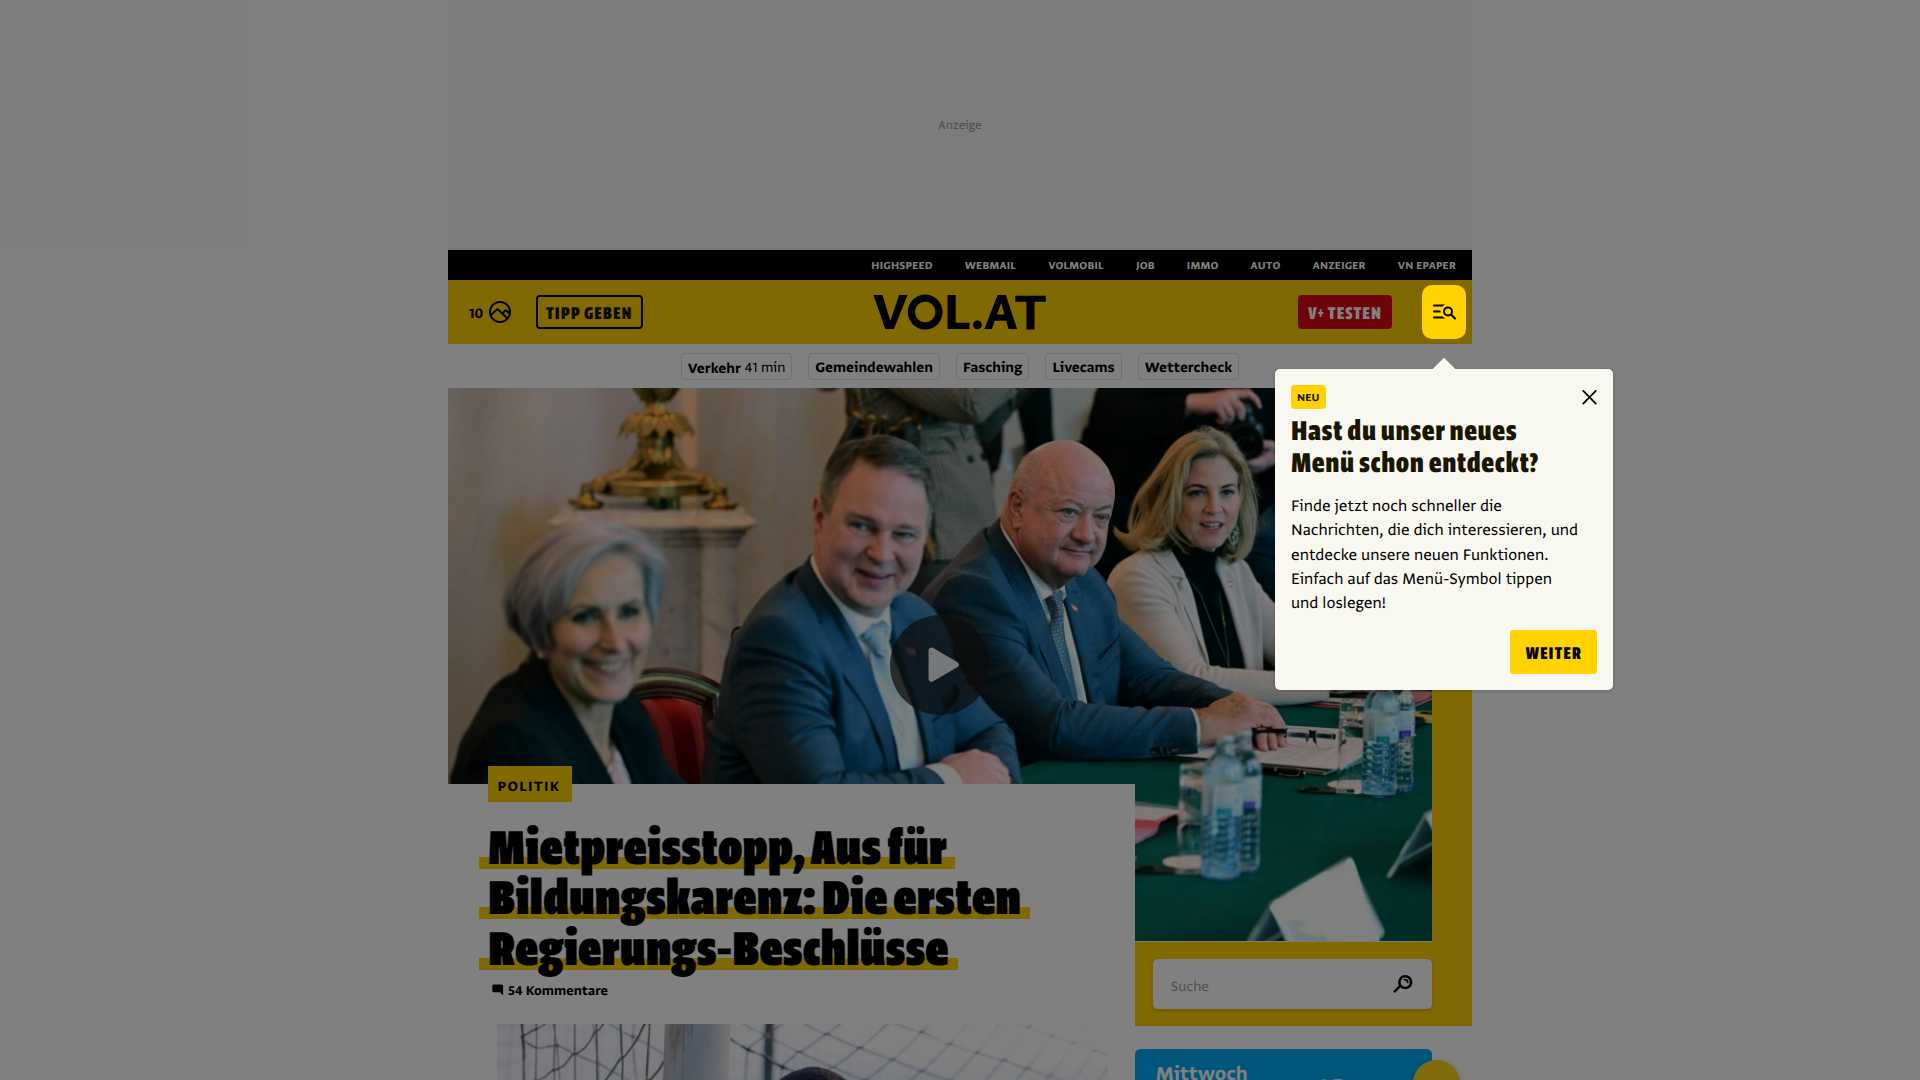 Anzeige
HIGHSPEED WEBMAIL VOLMOBIL JOB IMMO AUTO ANZEIGER VN EPAPER
10 TIPP GEBEN VOL.AT V+ TESTEN
Verkehr 41 min Gemeindewahlen Fasching Livecams Wettercheck
NEU
Hast du unser neues
Menü schon entdeckt?
Finde jetzt noch schneller die
Nachrichten, die dich interessieren, und
entdecke unsere neuen Funktionen.
Einfach auf das Menü-Symbol tippen
und loslegen!
WEITER
POLITIK
Mietpreisstopp, Aus für
Bildungskarenz: Die ersten
Regierungs-Beschlüsse
54 Kommentare
Suche
Mittwoch